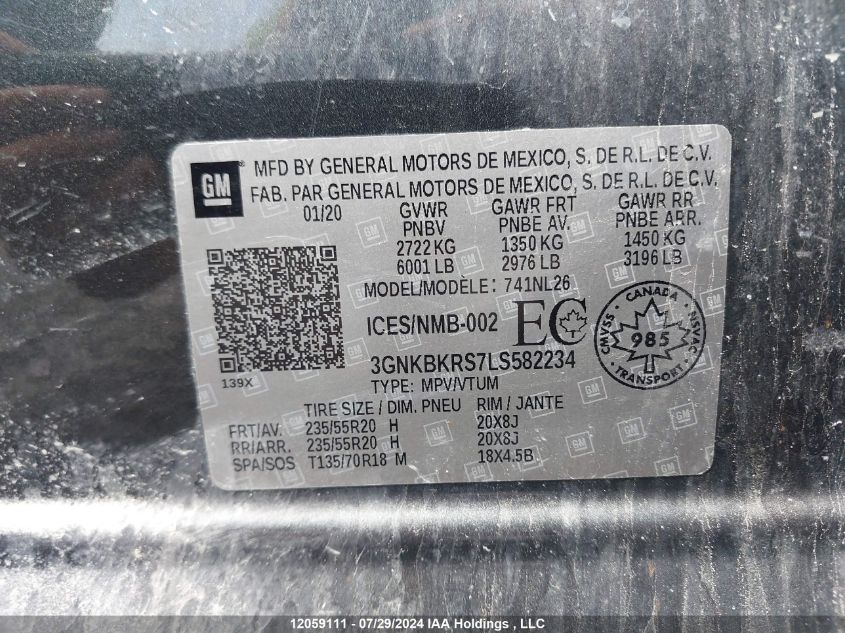 GM
MFD BY GENERAL MOTORS DE MEXICO, S. DE R.L. DE C.V.
FAB. PAR GENERAL MOTORS DE MEXICO, S. DE R.L. DE C.V.
01/20 GVWR GAWR FRT GAWR RR
PNBV PNBE AV. PNBE ARR.
2722 KG 1350 KG 1450 KG
6001 LB 2976 LB 3196 LB
MODEL/MODÈLE: 741NL26
ICES/NMB-002 EC
CANADA
CMVSS 985 NSVAC
TRANSPORT
3GNKBKRS7LS582234
139X
TYPE: MPV/VTUM
TIRE SIZE / DIM. PNEU RIM / JANTE
FRT/AV. 235/55R20 H 20X8J
RR/ARR. 235/55R20 H 20X8J
SPA/SOS T135/70R18 M 18X4.5B
12059111 - 07/29/2024 IAA Holdings , LLC